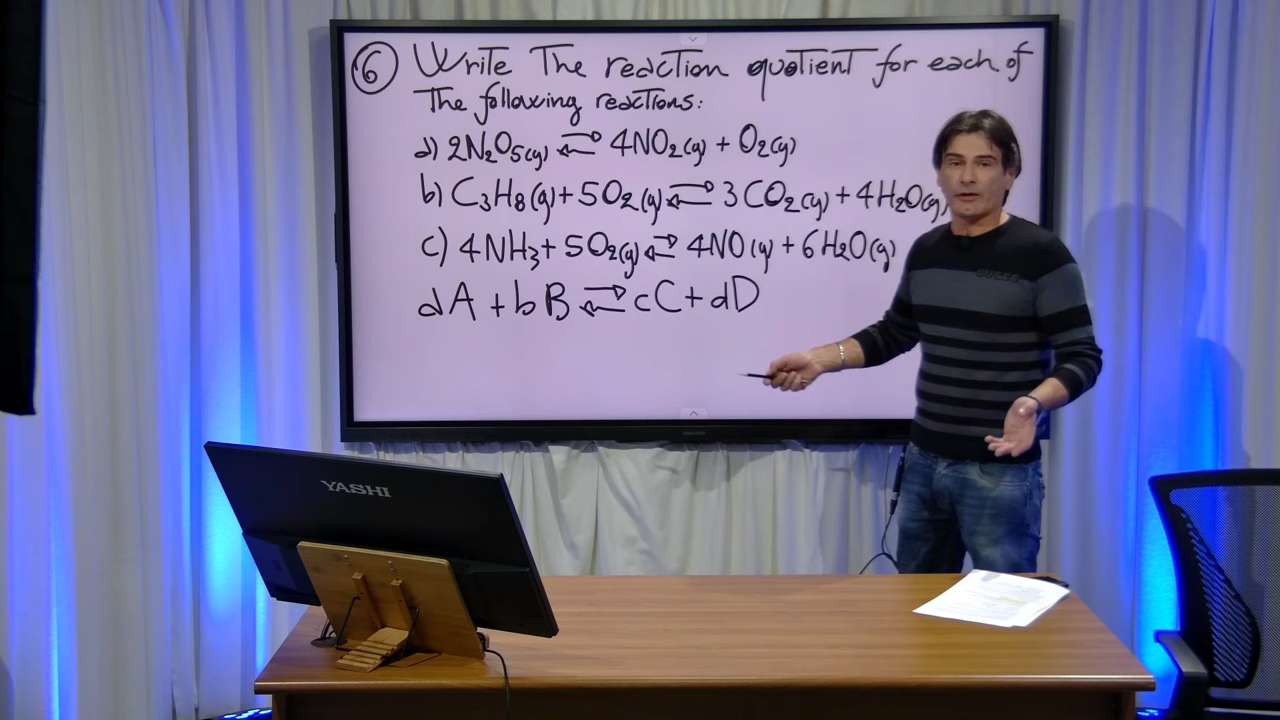 ⑥ Write The reaction quotient for each of
The following reactions:
a) 2N₂O₅(g) ⇌ 4NO₂(g) + O₂(g)
b) C₃H₈(g) + 5O₂(g) ⇌ 3CO₂(g) + 4H₂O(g)
c) 4NH₃ + 5O₂(g) ⇌ 4NO(g) + 6H₂O(g)
aA + bB ⇌ cC + dD
GUESS
YASHI